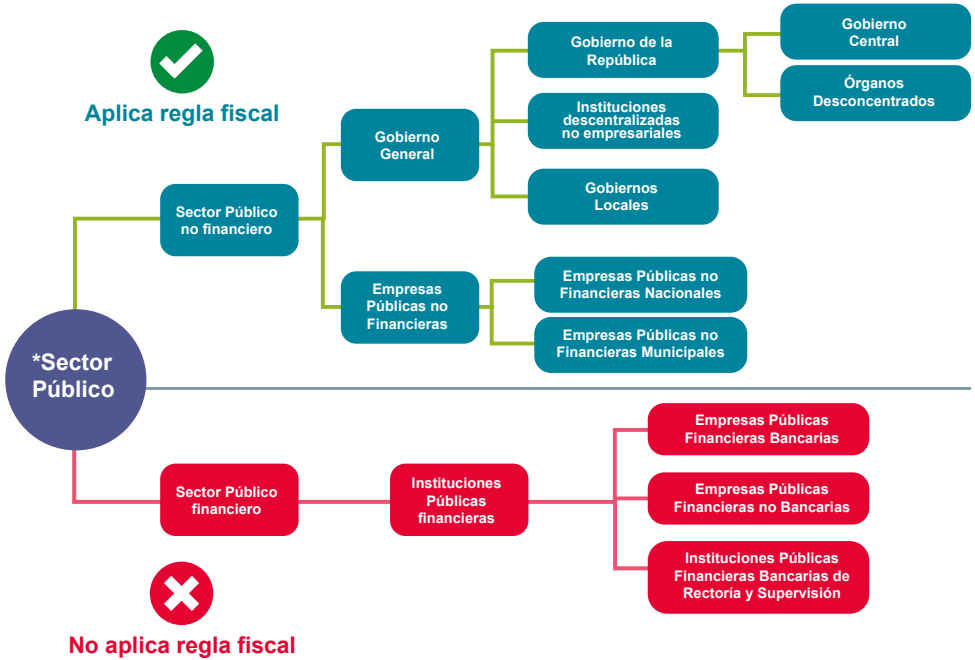 Aplica regla fiscal
*Sector
Público
Sector Público
no financiero
Gobierno
General
Gobierno de la
República
Gobierno
Central
Órganos
Desconcentrados
Instituciones
descentralizadas
no empresariales
Gobiernos
Locales
Empresas
Públicas no
Financieras
Empresas Públicas no
Financieras Nacionales
Empresas Públicas no
Financieras Municipales
Sector Público
financiero
Instituciones
Públicas
financieras
Empresas Públicas
Financieras Bancarias
Empresas Públicas
Financieras no Bancarias
Instituciones Públicas
Financieras Bancarias de
Rectoría y Supervisión
No aplica regla fiscal